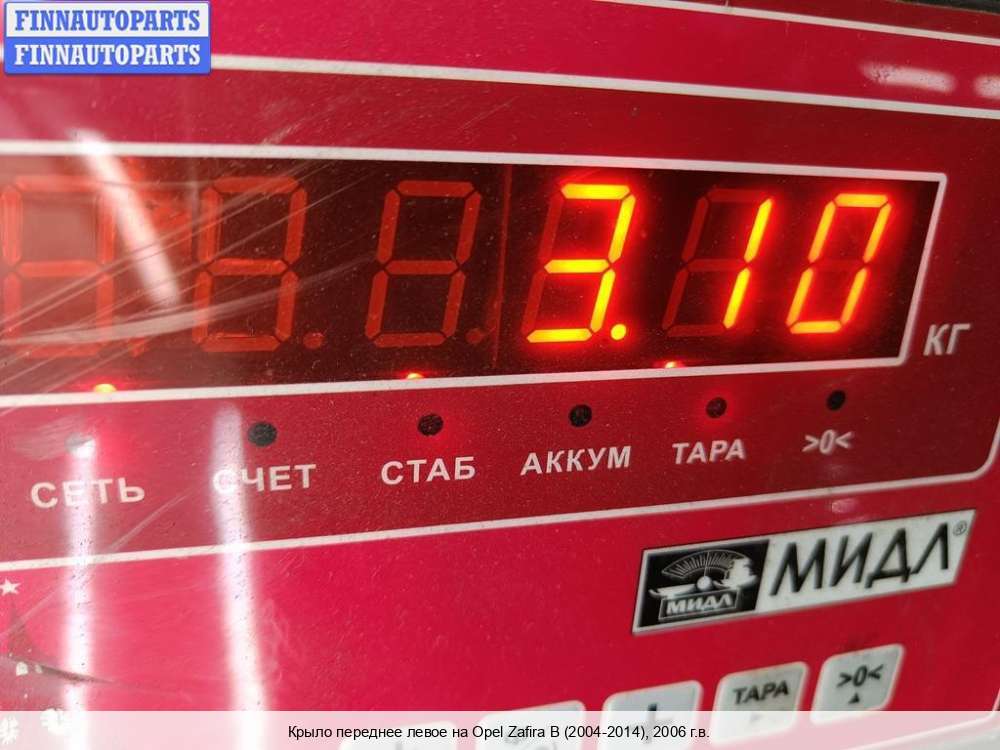 FINNAUTOPARTS
FINNAUTOPARTS
3.10
КГ
СЕТЬ СЧЕТ СТАБ АККУМ ТАРА >0<
МИДЛ МИДЛ®
ТАРА >0<
Крыло переднее левое на Opel Zafira B (2004-2014), 2006 г.в.